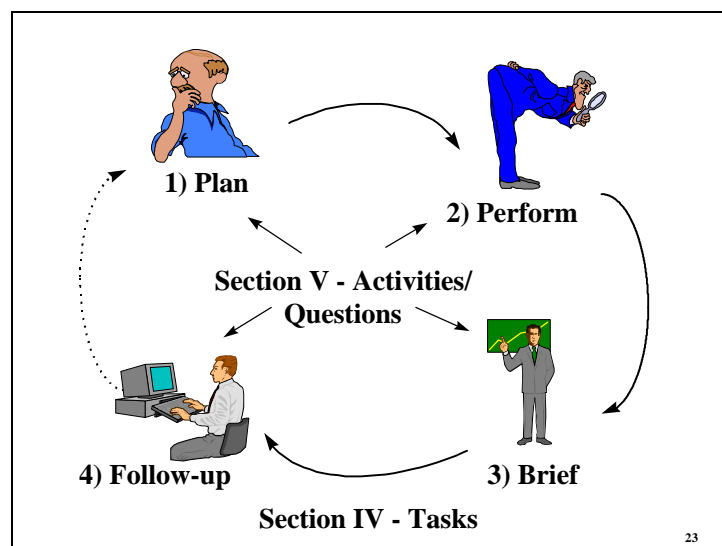 1) Plan
2) Perform
Section V - Activities/
Questions
4) Follow-up
3) Brief
Section IV - Tasks
23